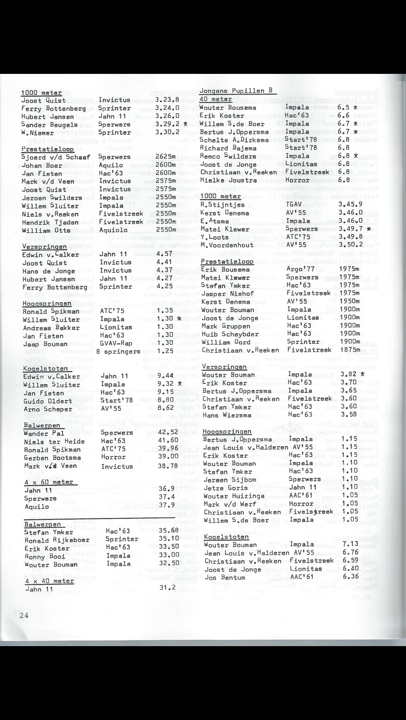 1000 meter
Joost Quist Invictus 3.23.8
Ferry Bottenberg Sprinter 3.24.0
Hubert Jansen Jahn 11 3.26.0
Sander Beugels Sperwers 3.29.2 *
W.Niemer Sprinter 3.30.2
Prestatieloop
Sjoerd v/d Schaaf Sperwers 2625m
Johan Boer Aquilo 2600m
Jan Fieten Hac'63 2600m
Mark v/d Veen Invictus 2575m
Joost Quist Invictus 2575m
Jeroen Swilders Impala 2550m
Willem Sluiter Impala 2550m
Niels v.Reeken Fivelstreek 2550m
Hendrik Tjaden Fivelstreek 2550m
William Otts Aquiolo 2550m
Verspringen
Edwin v.Calker Jahn 11 4.57
Joost Quist Invictus 4.41
Hans de Jonge Invictus 4.37
Hubert Jansen Jahn 11 4.27
Ferry Bottenberg Sprinter 4.25
Hoogspringen
Ronald Spikman ATC'75 1.35
Willem Sluiter Impala 1.30 *
Andreas Bakker Lionitas 1.30
Jan Fieten Hac'63 1.30
Jaap Bouman GVAV-Rap 1.30
8 springers 1.25
Kogelstoten
Edwin v.Calker Jahn 11 9.44
Willem Sluiter Impala 9.32 *
Jan Fieten Hac'63 9.15
Guido Oldert Start'78 8.80
Arno Scheper AV'55 8.62
Balwerpen
Wander Pal Sperwers 42.52
Niels ter Heide Hac'63 41.60
Ronald Spikman ATC'75 39.96
Gerben Bootsma Horror 39.00
Mark v/d Veen Invictus 38.78
4 x 60 meter
Jahn 11 36.9
Sperwers 37.4
Aquilo 37.9
Balwerpen
Stefan Ymker Hac'63 35.68
Ronald Rijkeboer Sprinter 35.10
Erik Koster Hac'63 33.50
Ronny Booi Impala 33.00
Wouter Bouman Impala 32.50
4 x 40 meter
Jahn 11 31.2
24
Jongens Pupillen B
40 meter
Wouter Bousema Impala 6.5 *
Erik Koster Hac'63 6.6
Willem S.de Boer Impala 6.7 *
Bertus J.Oppersma Impala 6.7 *
Schelte A.Dirksma Start'78 6.8
Richard Bajema Start'78 6.8
Remco Swilders Impala 6.8 *
Joost de Jonge Lionitas 6.8
Christiaan v.Reeken Fivelstreek 6.8
Hielke Joustra Horror 6.8
1000 meter
R.Stijntjes TGAV 3.45.9
Karst Oenema AV'55 3.46.0
E.Atsma Impala 3.46.0
Matei Klewer Sperwers 3.49.7 *
Y.Loots ATC'75 3.49.8
M.Voordenhout AV'55 3.50.2
Prestatieloop
Erik Bousema Argo'77 1975m
Matei Klewer Sperwers 1975m
Stefan Ymker Hac'63 1975m
Jasper Niehof Fivelstreek 1975m
Karst Oenema AV'55 1950m
Wouter Bouman Impala 1900m
Joost de Jonge Lionitas 1900m
Mark Gruppen Hac'63 1900m
Huib Scheybder Hac'63 1900m
William Oord Sprinter 1900m
Christiaan v.Reeken Fivelstreek 1875m
Verspringen
Wouter Bouman Impala 3.82 *
Erik Koster Hac'63 3.70
Bertus J.Oppersma Impala 3.65
Christiaan v.Reeken Fivelstreek 3.60
Stefan Ymker Hac'63 3.60
Hans Wiersma Hac'63 3.58
Hoogspringen
Bertus J.Oppersma Impala 1.15
Jean Louis v.Halderen AV'55 1.15
Erik Koster Hac'63 1.15
Wouter Bouman Impala 1.10
Stefan Ymker Hac'63 1.10
Jeroen Sijbom Sperwers 1.10
Jetze Goris Jahn 11 1.10
Wouter Huizinga AAC'61 1.05
Mark v/d Werf Horror 1.05
Christiaan v.Reeken Fivelstreek 1.05
Willem S.de Boer Impala 1.05
Kogelstoten
Wouter Bouman Impala 7.13
Jean Louis v.Halderen AV'55 6.76
Christiaan v.Reeken Fivelstreek 6.59
Joost de Jonge Lionitas 6.40
Jos Bentum AAC'61 6.36